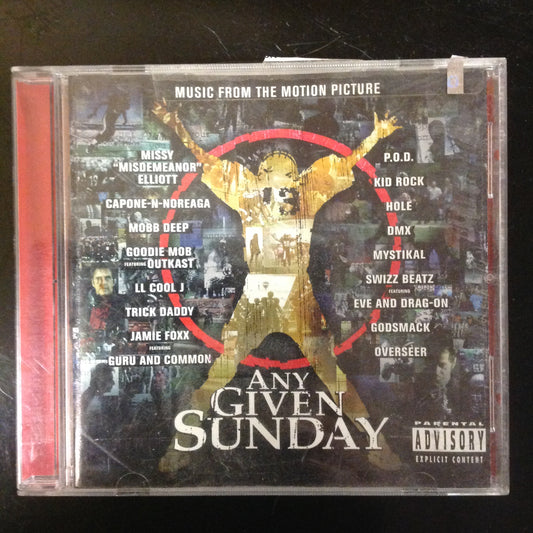 MUSIC FROM THE MOTION PICTURE
MISSY
"MISDEMEANOR"
ELLIOTT
CAPONE-N-NOREAGA
MOBB DEEP
GOODIE MOB
FEATURING OUTKAST
LL COOL J
TRICK DADDY
JAMIE FOXX
FEATURING
GURU AND COMMON
P.O.D.
KID ROCK
HOLE
DMX
MYSTIKAL
SWIZZ BEATZ
FEATURING
EVE AND DRAG-ON
GODSMACK
OVERSEER
ANY
GIVEN
SUNDAY
PARENTAL
ADVISORY
EXPLICIT CONTENT